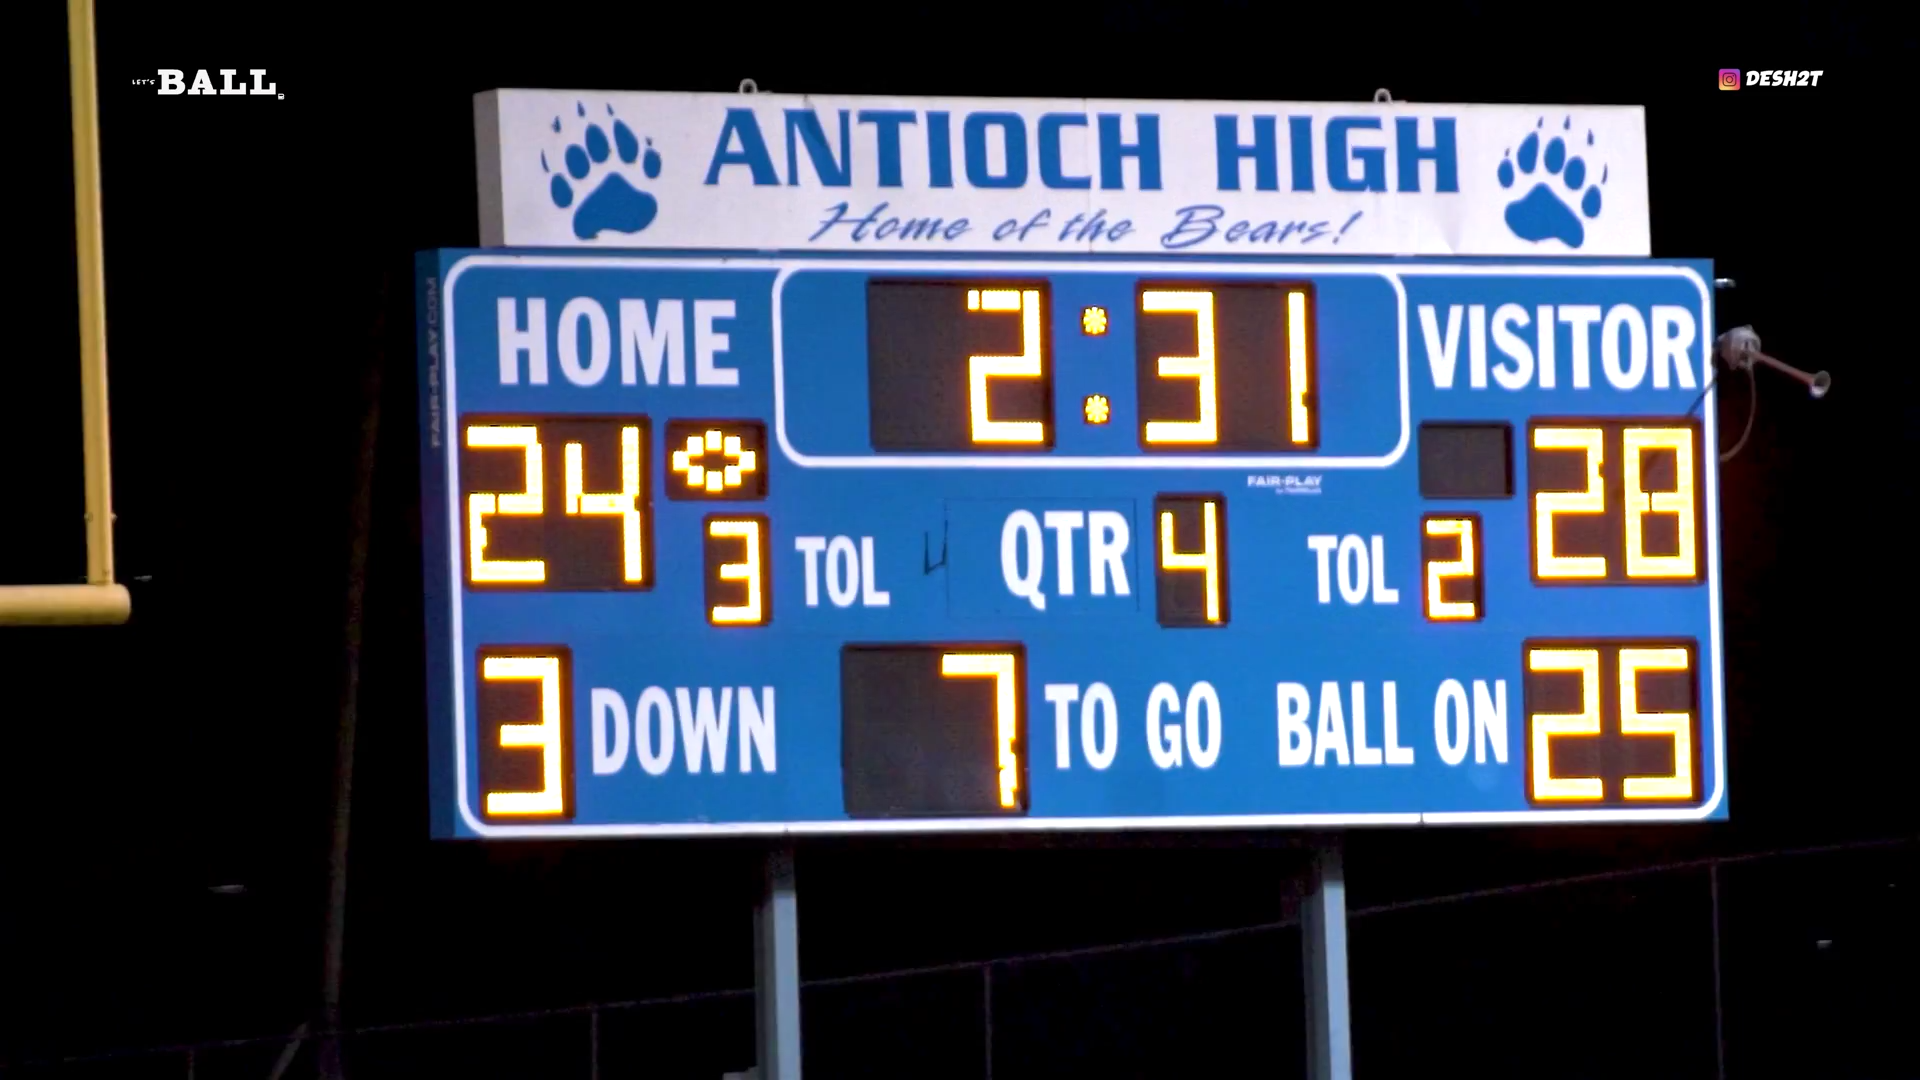 LET'S BALL.
DESH2T
ANTIOCH HIGH
Home of the Bears!
FAIR-PLAY.COM
HOME 2:31 VISITOR
24 28
FAIR-PLAY
3 TOL QTR 4 TOL 2
3 DOWN 7 TO GO BALL ON 25